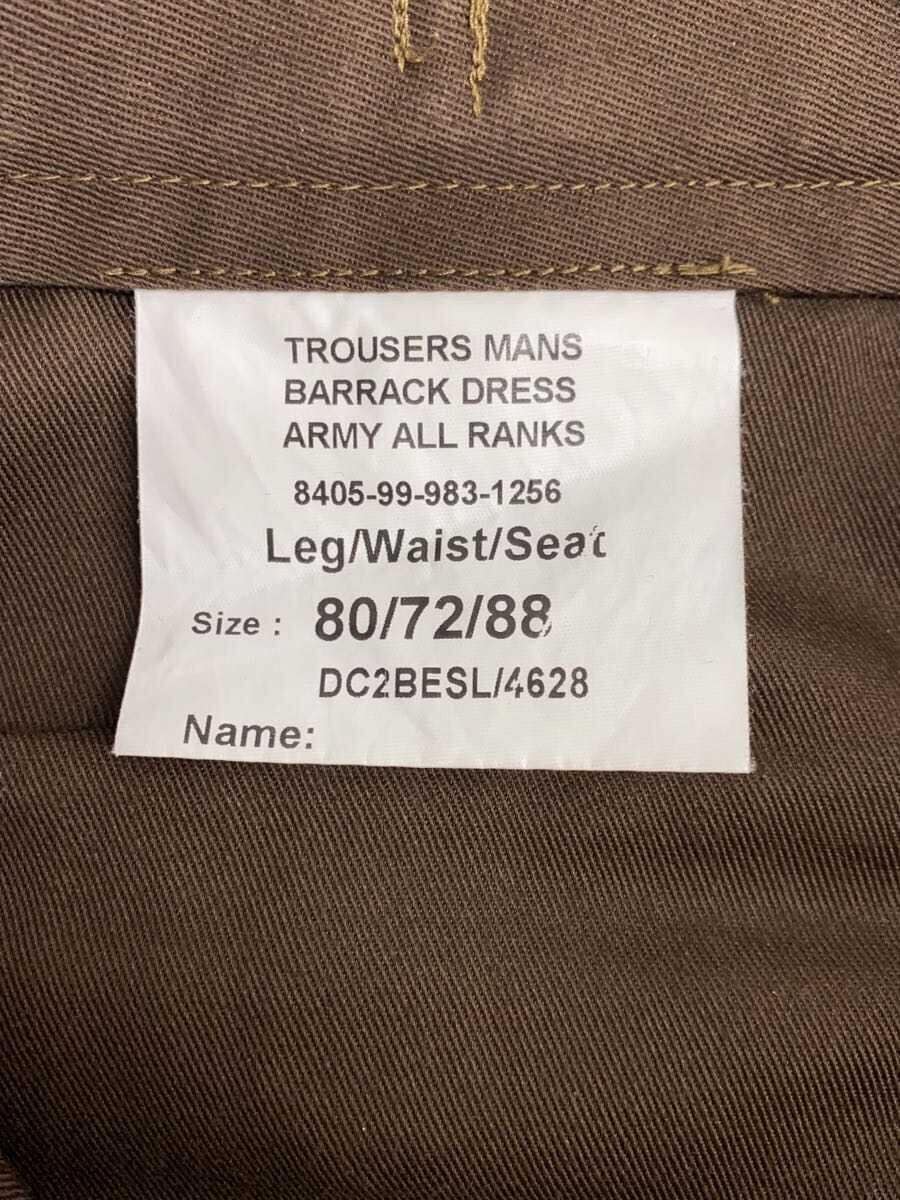 TROUSERS MANS
BARRACK DRESS
ARMY ALL RANKS
8405-99-983-1256
Leg/Waist/Seat
Size : 80/72/88
DC2BESL/4628
Name: